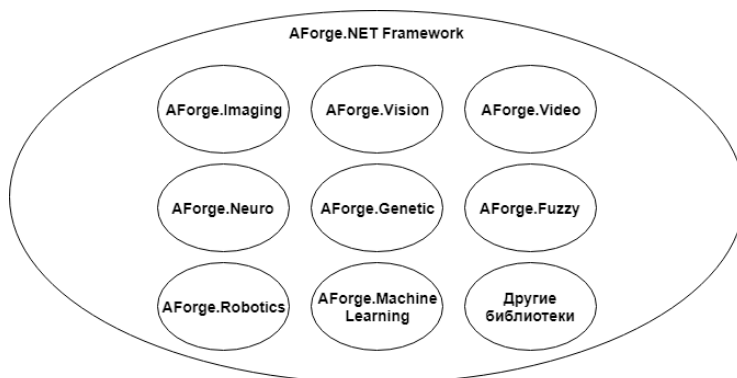 AForge.NET Framework
AForge.Imaging
AForge.Vision
AForge.Video
AForge.Neuro
AForge.Genetic
AForge.Fuzzy
AForge.Robotics
AForge.Machine
Learning
Другие
библиотеки